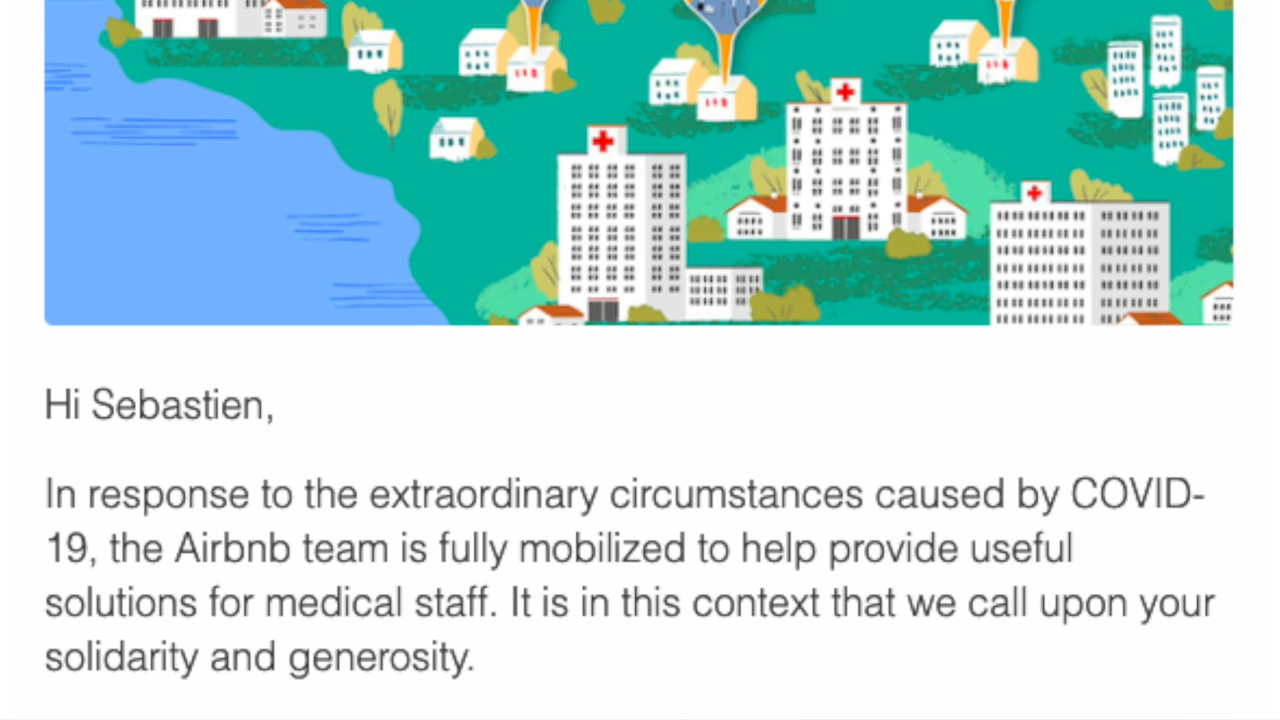 Hi Sebastien,
In response to the extraordinary circumstances caused by COVID-
19, the Airbnb team is fully mobilized to help provide useful
solutions for medical staff. It is in this context that we call upon your
solidarity and generosity.